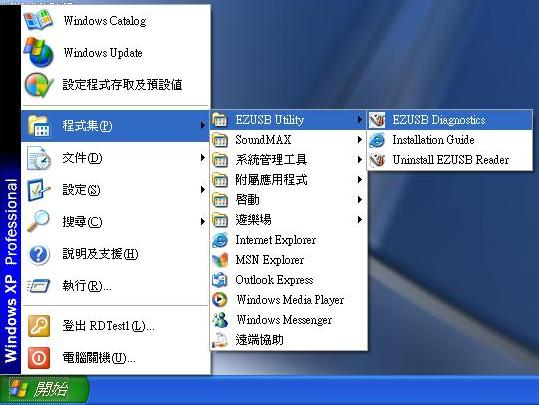 Windows Catalog
Windows Update
設定程式存取及預設值
程式集(P)
文件(D)
設定(S)
搜尋(C)
說明及支援(H)
執行(R)...
登出 RDTest1(L)...
電腦關機(U)...
Windows XP Professional
開始
EZUSB Utility
SoundMAX
系統管理工具
附屬應用程式
啟動
遊樂場
Internet Explorer
MSN Explorer
Outlook Express
Windows Media Player
Windows Messenger
遠端協助
EZUSB Diagnostics
Installation Guide
Uninstall EZUSB Reader